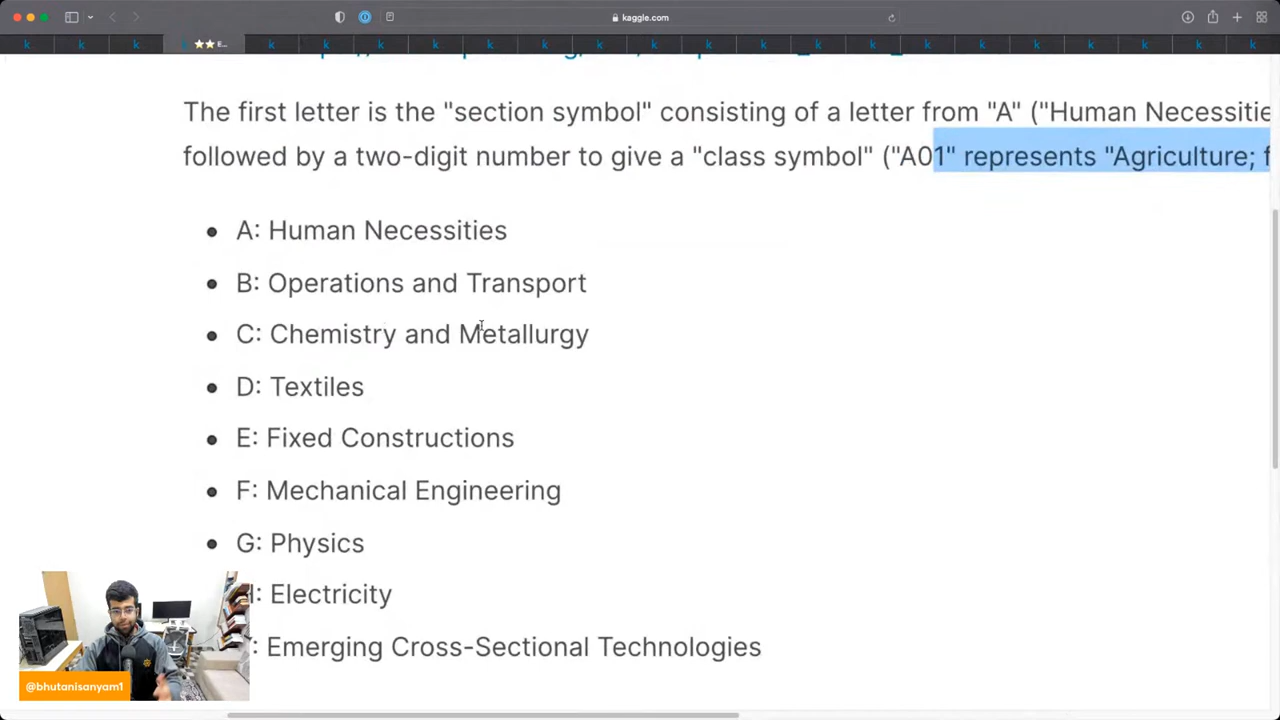 kaggle.com
k k k ⭐⭐ E... k k k k k k k k k k k k k k k k k k k
The first letter is the "section symbol" consisting of a letter from "A" ("Human Necessitie
followed by a two-digit number to give a "class symbol" ("A01" represents "Agriculture; f
• A: Human Necessities
• B: Operations and Transport
• C: Chemistry and Metallurgy
• D: Textiles
• E: Fixed Constructions
• F: Mechanical Engineering
• G: Physics
: Electricity
: Emerging Cross-Sectional Technologies
@bhutanisanyam1